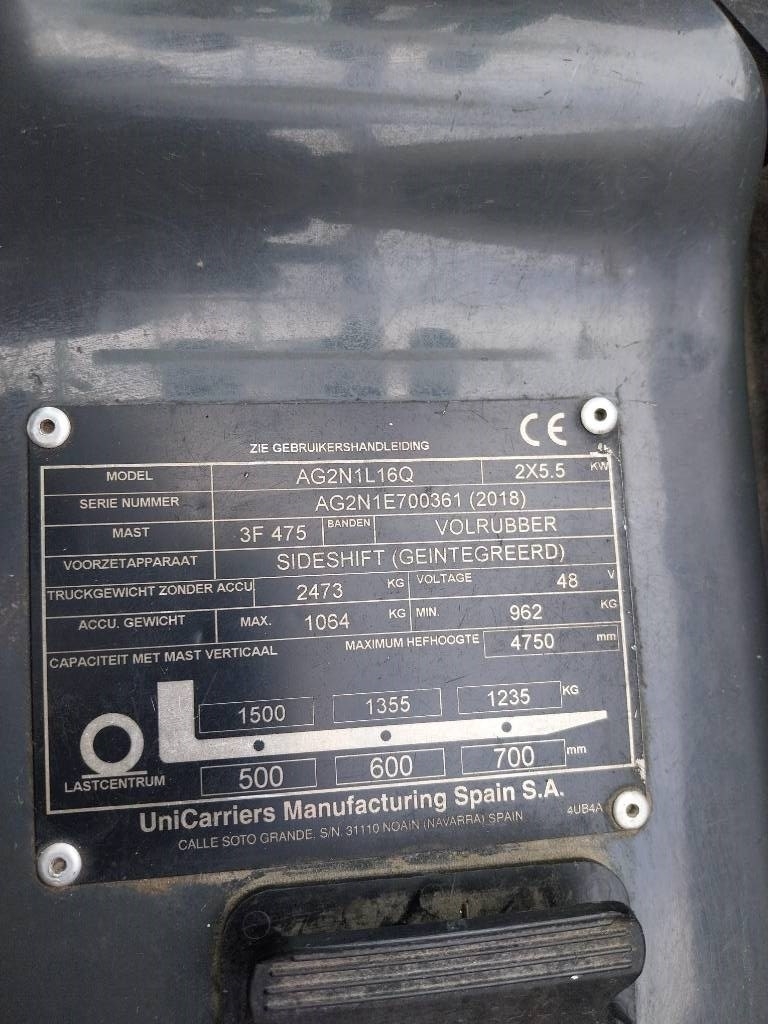 CE
ZIE GEBRUIKERSHANDLEIDING
MODEL AG2N1L16Q 2X5.5 KW
SERIE NUMMER AG2N1E700361 (2018)
MAST 3F 475 BANDEN VOLRUBBER
VOORZETAPPARAAT SIDESHIFT (GEINTEGREERD)
TRUCKGEWICHT ZONDER ACCU 2473 KG VOLTAGE 48 V
ACCU. GEWICHT MAX. 1064 KG MIN. 962 KG
CAPACITEIT MET MAST VERTICAAL MAXIMUM HEFHOOGTE 4750 mm
1500 1355 1235 KG
LASTCENTRUM 500 600 700 mm
UniCarriers Manufacturing Spain S.A.
CALLE SOTO GRANDE. S/N. 31110 NOAIN (NAVARRA) SPAIN 4UB4A